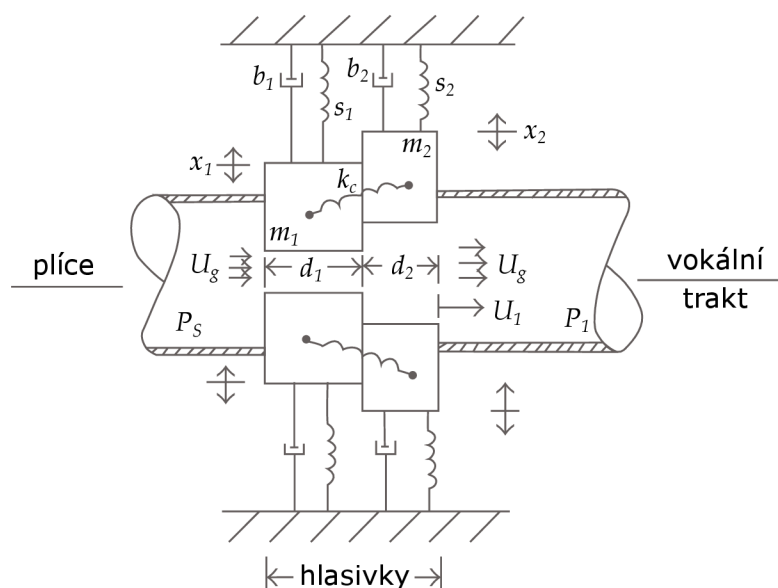 b1
s1
b2
s2
x1
x2
m2
kc
m1
plíce
Ug
d1
d2
Ug
U1
vokální
trakt
PS
P1
hlasivky